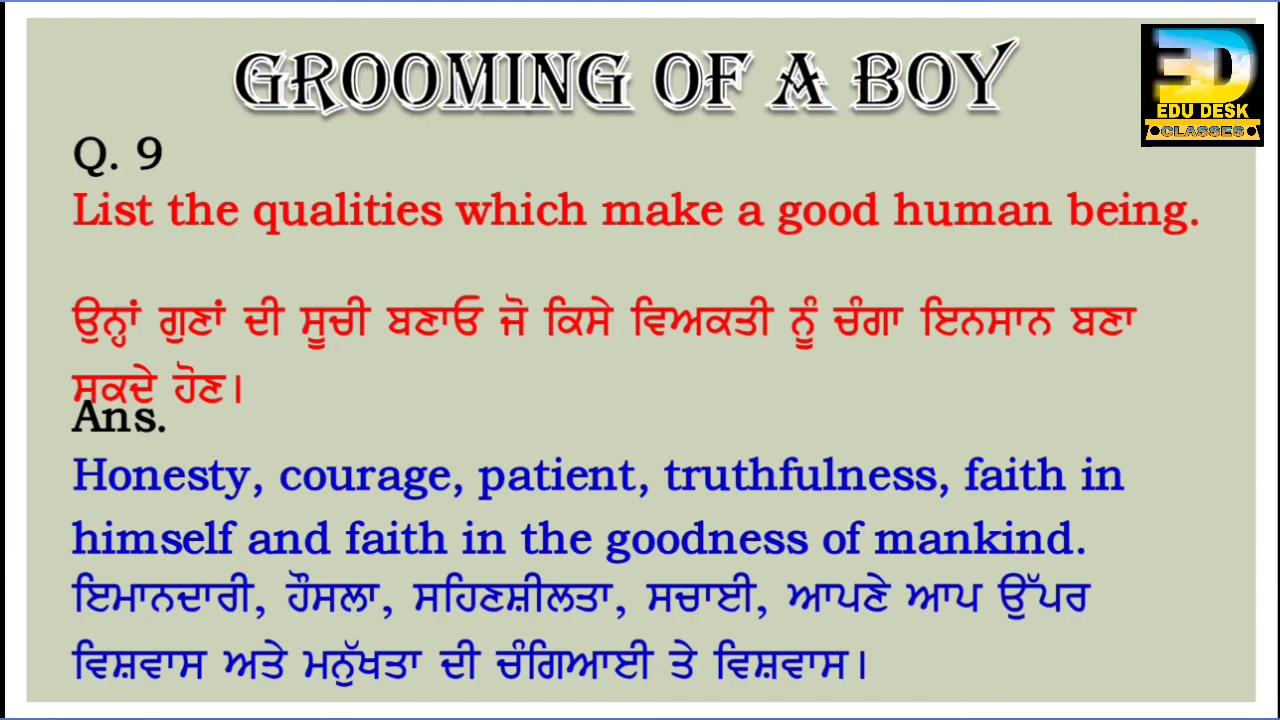 GROOMING OF A BOY
EDU DESK
CLASSES
Q. 9
List the qualities which make a good human being.
ਉਨ੍ਹਾਂ ਗੁਣਾਂ ਦੀ ਸੂਚੀ ਬਣਾਓ ਜੋ ਕਿਸੇ ਵਿਅਕਤੀ ਨੂੰ ਚੰਗਾ ਇਨਸਾਨ ਬਣਾ
ਸਕਦੇ ਹੋਣ।
Ans.
Honesty, courage, patient, truthfulness, faith in
himself and faith in the goodness of mankind.
ਇਮਾਨਦਾਰੀ, ਹੌਸਲਾ, ਸਹਿਣਸ਼ੀਲਤਾ, ਸਚਾਈ, ਆਪਣੇ ਆਪ ਉੱਪਰ
ਵਿਸ਼ਵਾਸ ਅਤੇ ਮਨੁੱਖਤਾ ਦੀ ਚੰਗਿਆਈ ਤੇ ਵਿਸ਼ਵਾਸ।